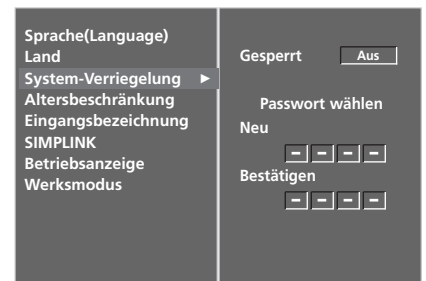 Sprache(Language)
Land
System-Verriegelung ►
Altersbeschränkung
Eingangsbezeichnung
SIMPLINK
Betriebsanzeige
Werksmodus
Gesperrt Aus
Passwort wählen
Neu
– – – –
Bestätigen
– – – –